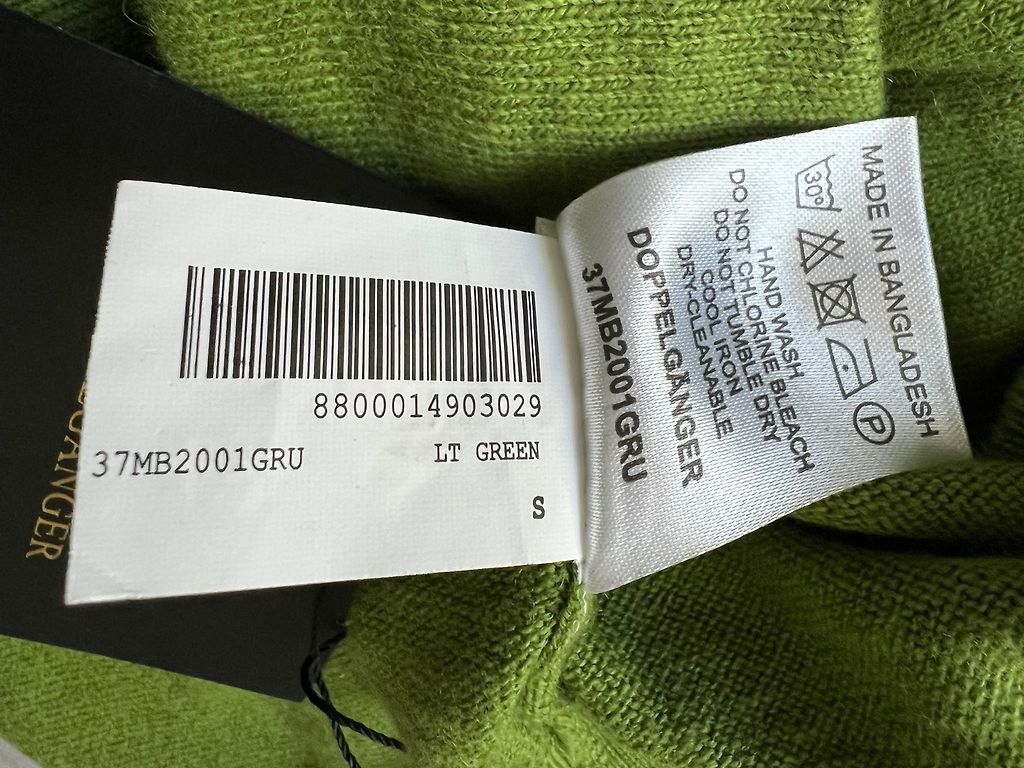 8800014903029
37MB2001GRU
LT GREEN
S
MADE IN BANGLADESH
30°
P
HAND WASH
DO NOT CHLORINE BLEACH
DO NOT TUMBLE DRY
COOL IRON
DRY-CLEANABLE
DOPPELGÄNGER
37MB2001GRU